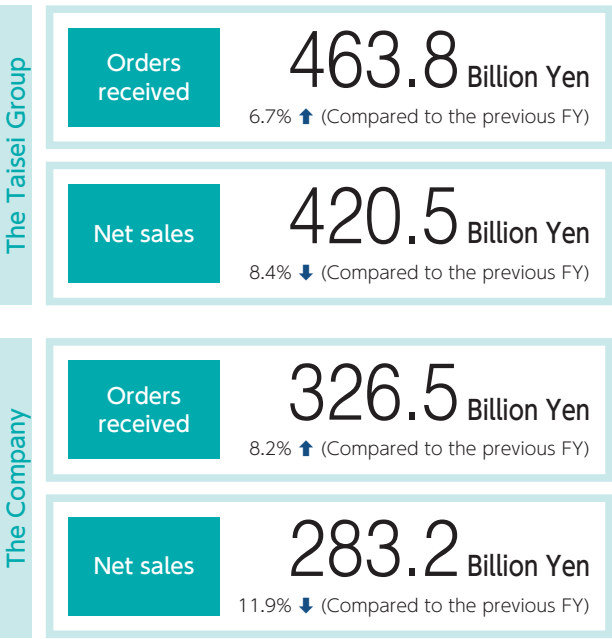 The Taisei Group
Orders
received
463.8 Billion Yen
6.7% ⬆ (Compared to the previous FY)
Net sales
420.5 Billion Yen
8.4% ⬇ (Compared to the previous FY)
The Company
Orders
received
326.5 Billion Yen
8.2% ⬆ (Compared to the previous FY)
Net sales
283.2 Billion Yen
11.9% ⬇ (Compared to the previous FY)